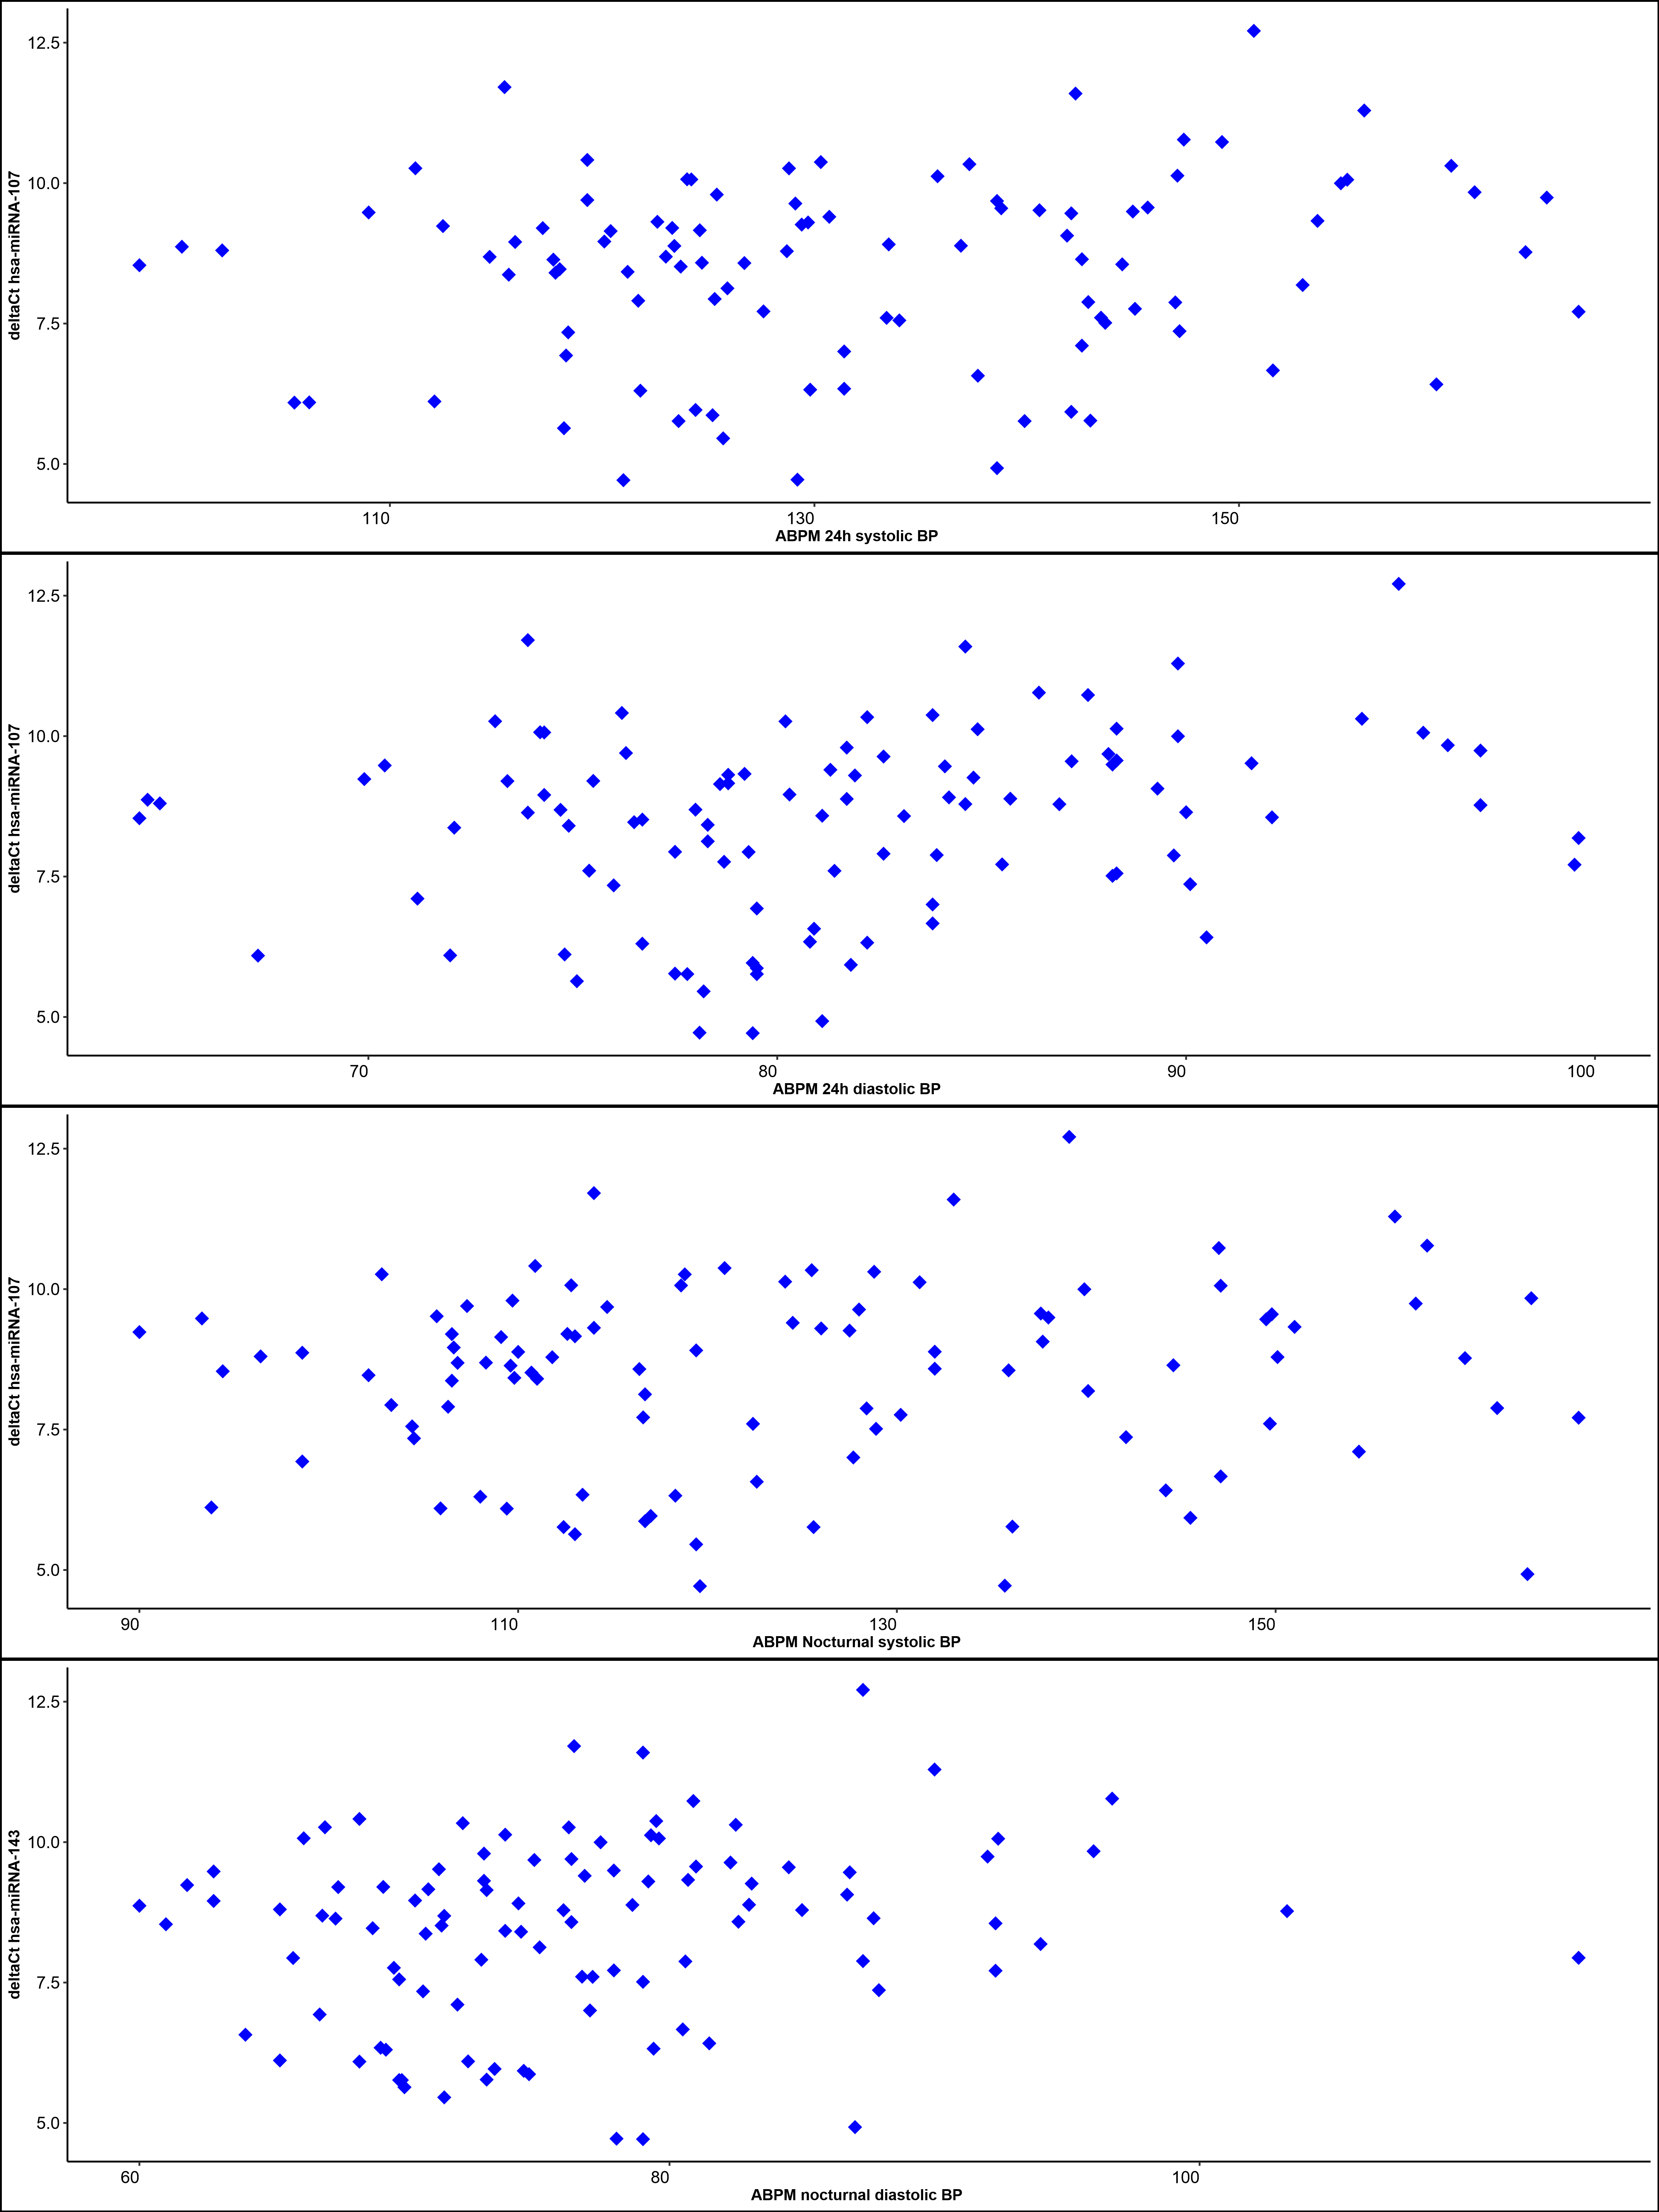 deltaCt hsa-miRNA-107
12.5
10.0
7.5
5.0
110 130 150
ABPM 24h systolic BP
deltaCt hsa-miRNA-107
12.5
10.0
7.5
5.0
70 80 90 100
ABPM 24h diastolic BP
deltaCt hsa-miRNA-107
12.5
10.0
7.5
5.0
90 110 130 150
ABPM Nocturnal systolic BP
deltaCt hsa-miRNA-143
12.5
10.0
7.5
5.0
60 80 100
ABPM nocturnal diastolic BP